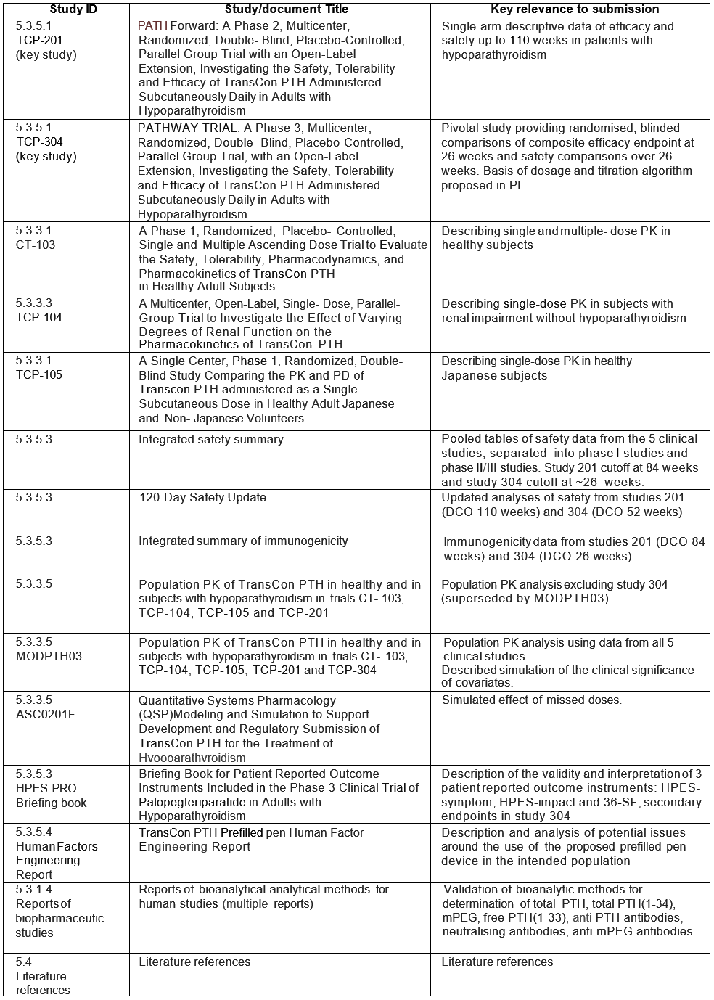 Study ID
Study/document Title
Key relevance to submission
5.3.5.1
TCP-201
(key study)
PATH Forward: A Phase 2, Multicenter,
Randomized, Double- Blind, Placebo-Controlled,
Parallel Group Trial with an Open-Label
Extension, Investigating the Safety, Tolerability
and Efficacy of TransCon PTH Administered
Subcutaneously Daily in Adults with
Hypoparathyroidism
Single-arm descriptive data of efficacy and
safety up to 110 weeks in patients with
hypoparathyroidism
5.3.5.1
TCP-304
(key study)
PATHWAY TRIAL: A Phase 3, Multicenter,
Randomized, Double- Blind, Placebo-Controlled,
Parallel Group Trial, with an Open-Label
Extension, Investigating the Safety, Tolerability
and Efficacy of TransCon PTH Administered
Subcutaneously Daily in Adults with
Hypoparathyroidism
Pivotal study providing randomised, blinded
comparisons of composite efficacy endpoint at
26 weeks and safety comparisons over 26
weeks. Basis of dosage and titration algorithm
proposed in PI.
5.3.3.1
CT-103
A Phase 1, Randomized, Placebo- Controlled,
Single and Multiple Ascending Dose Trial to Evaluate
the Safety, Tolerability, Pharmacodynamics, and
Pharmacokinetics of TransCon PTH
in Healthy Adult Subjects
Describing single and multiple- dose PK in
healthy subjects
5.3.3.3
TCP-104
A Multicenter, Open-Label, Single- Dose, Parallel-
Group Trial to Investigate the Effect of Varying
Degrees of Renal Function on the
Pharmacokinetics of TransCon PTH
Describing single-dose PK in subjects with
renal impairment without hypoparathyroidism
5.3.3.1
TCP-105
A Single Center, Phase 1, Randomized, Double-
Blind Study Comparing the PK and PD of
Transcon PTH administered as a Single
Subcutaneous Dose in Healthy Adult Japanese
and Non- Japanese Volunteers
Describing single-dose PK in healthy
Japanese subjects
5.3.5.3
Integrated safety summary
Pooled tables of safety data from the 5 clinical
studies, separated into phase I studies and
phase II/III studies. Study 201 cutoff at 84 weeks
and study 304 cutoff at ~26 weeks.
5.3.5.3
120-Day Safety Update
Updated analyses of safety from studies 201
(DCO 110 weeks) and 304 (DCO 52 weeks)
5.3.5.3
Integrated summary of immunogenicity
Immunogenicity data from studies 201 (DCO 84
weeks) and 304 (DCO 26 weeks)
5.3.3.5
Population PK of TransCon PTH in healthy and in
subjects with hypoparathyroidism in trials CT- 103,
TCP-104, TCP-105 and TCP-201
Population PK analysis excluding study 304
(superseded by MODPTH03)
5.3.3.5
MODPTH03
Population PK of TransCon PTH in healthy and in
subjects with hypoparathyroidism in trials CT- 103,
TCP-104, TCP-105, TCP-201 and TCP-304
Population PK analysis using data from all 5
clinical studies.
Described simulation of the clinical significance
of covariates.
5.3.3.5
ASC0201F
Quantitative Systems Pharmacology
(QSP)Modeling and Simulation to Support
Development and Regulatory Submission of
TransCon PTH for the Treatment of
Hvoooarathvroidism
Simulated effect of missed doses.
5.3.5.3
HPES-PRO
Briefing book
Briefing Book for Patient Reported Outcome
Instruments Included in the Phase 3 Clinical Trial of
Palopegteriparatide in Adults with
Hypoparathyroidism
Description of the validity and interpretation of 3
patient reported outcome instruments: HPES-
symptom, HPES-impact and 36-SF, secondary
endpoints in study 304
5.3.5.4
Human Factors
Engineering
Report
TransCon PTH Prefilled pen Human Factor
Engineering Report
Description and analysis of potential issues
around the use of the proposed prefilled pen
device in the intended population
5.3.1.4
Reports of
biopharmaceutic
studies
Reports of bioanalytical analytical methods for
human studies (multiple reports)
Validation of bioanalytic methods for
determination of total PTH, total PTH(1-34),
mPEG, free PTH(1-33), anti-PTH antibodies,
neutralising antibodies, anti-mPEG antibodies
5.4
Literature
references
Literature references
Literature references